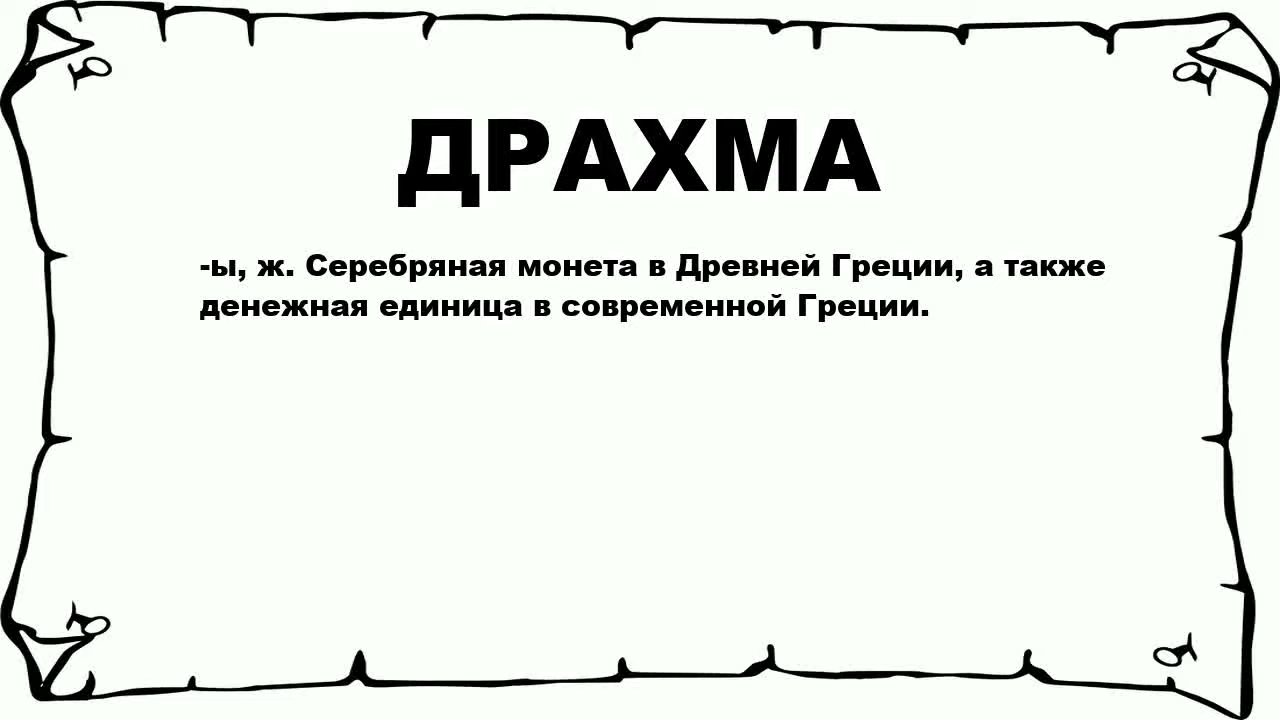 ДРАХМА
-ы, ж. Серебряная монета в Древней Греции, а также
денежная единица в современной Греции.